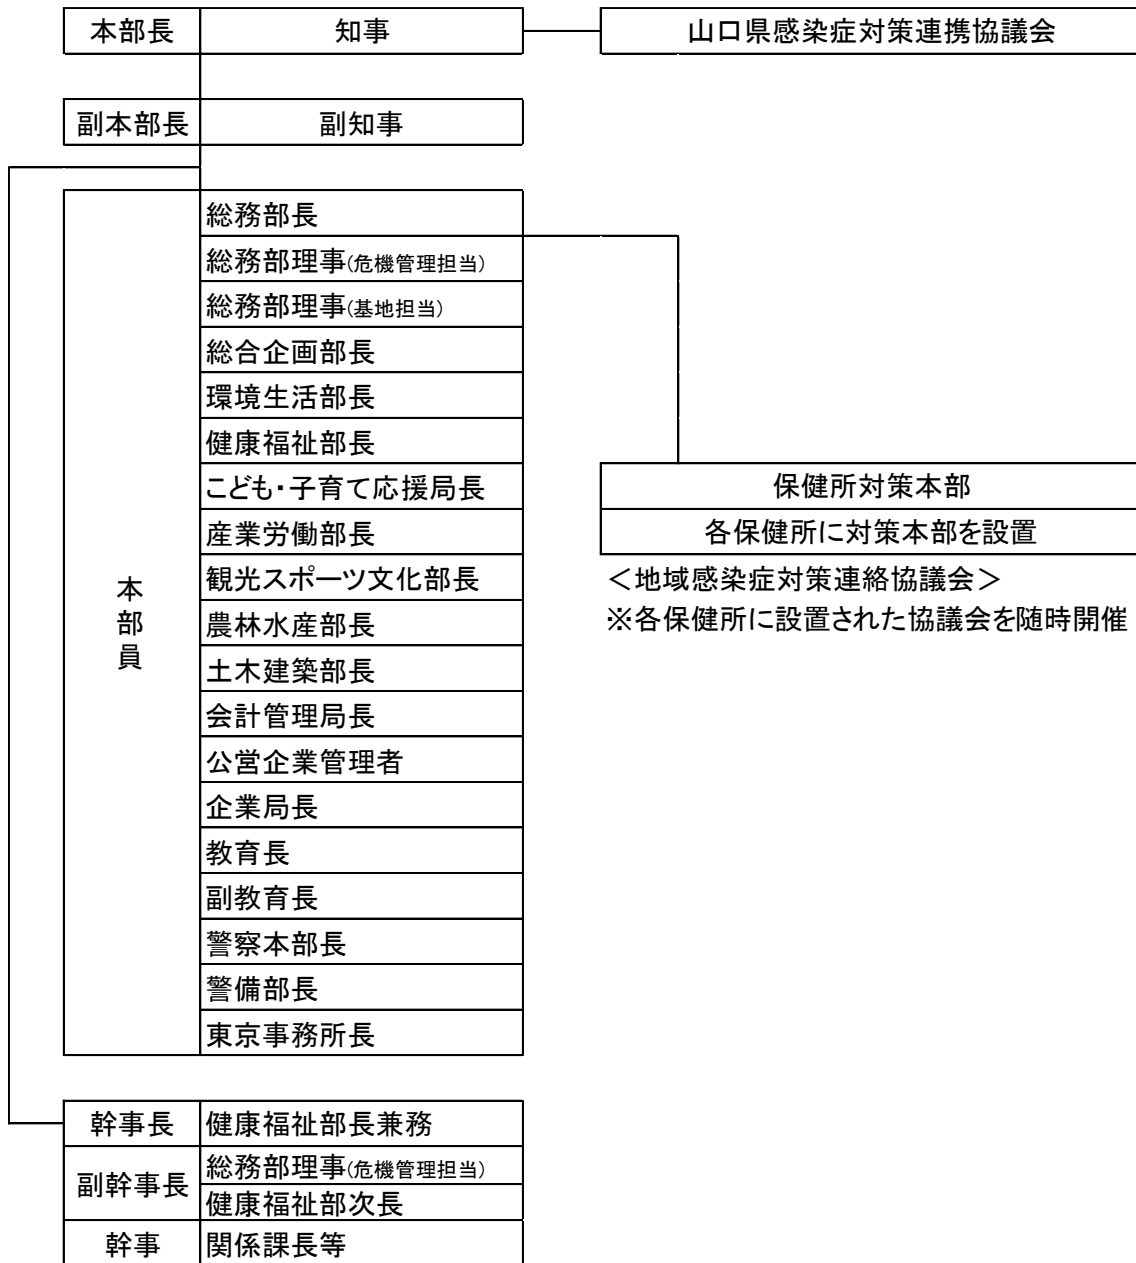 本部長 知事 山口県感染症対策連携協議会
副本部長 副知事
本部員
総務部長
総務部理事(危機管理担当)
総務部理事(基地担当)
総合企画部長
環境生活部長
健康福祉部長
こども・子育て応援局長
産業労働部長
観光スポーツ文化部長
農林水産部長
土木建築部長
会計管理局長
公営企業管理者
企業局長
教育長
副教育長
警察本部長
警備部長
東京事務所長
保健所対策本部
各保健所に対策本部を設置
<地域感染症対策連絡協議会>
※各保健所に設置された協議会を随時開催
幹事長 健康福祉部長兼務
副幹事長 総務部理事(危機管理担当)
健康福祉部次長
幹事 関係課長等